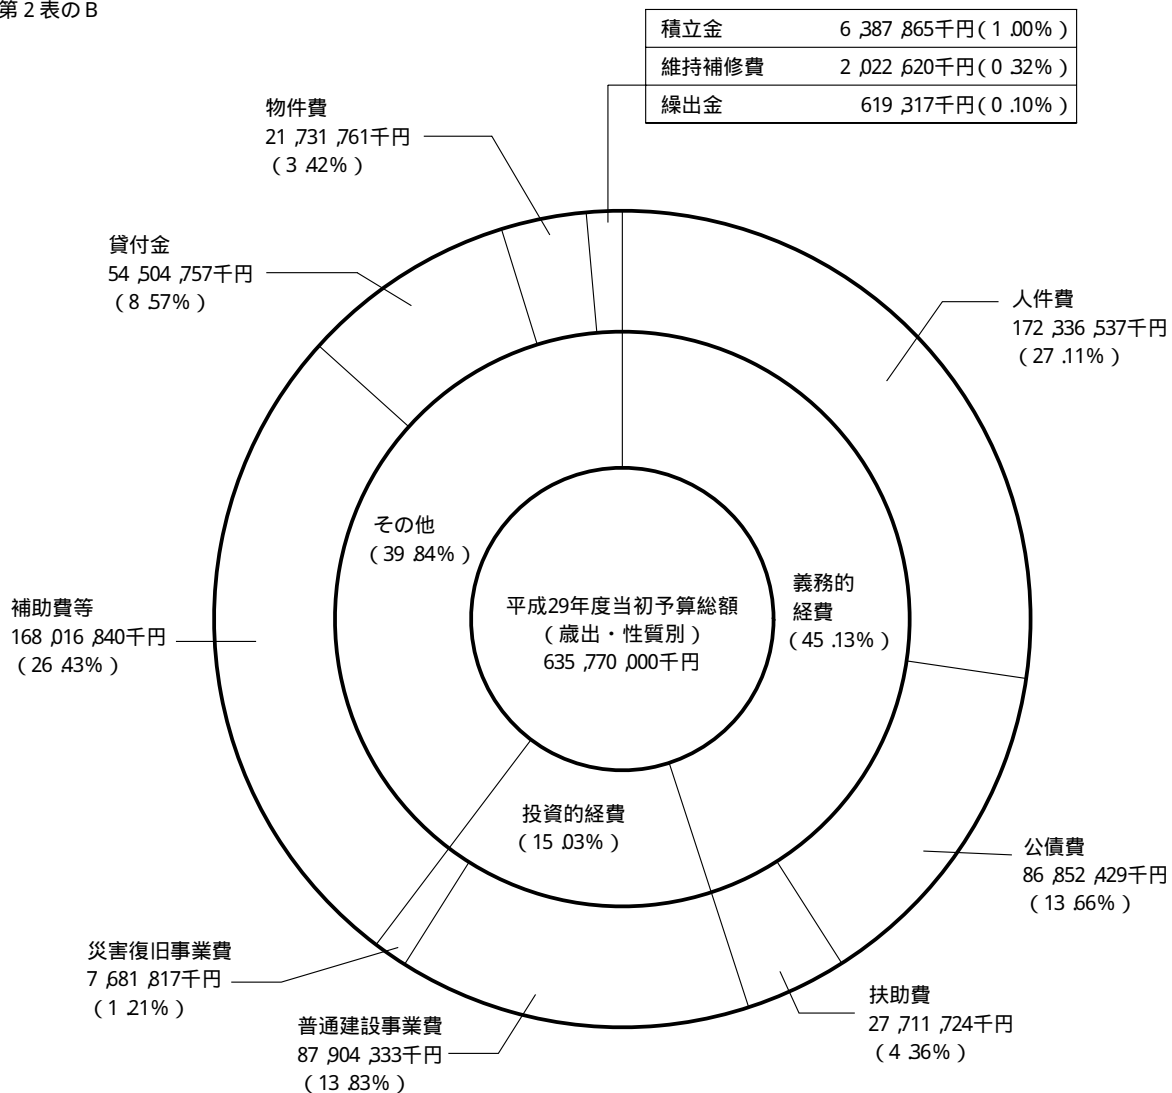 第2表のB
積立金 6,387,865千円(1.00%)
維持補修費 2,022,620千円(0.32%)
繰出金 619,317千円(0.10%)
物件費
21,731,761千円
(3.42%)
貸付金
54,504,757千円
(8.57%)
人件費
172,336,537千円
(27.11%)
その他
(39.84%)
義務的
経費
(45.13%)
平成29年度当初予算総額
(歳出・性質別)
635,770,000千円
補助費等
168,016,840千円
(26.43%)
投資的経費
(15.03%)
公債費
86,852,429千円
(13.66%)
災害復旧事業費
7,681,817千円
(1.21%)
普通建設事業費
87,904,333千円
(13.83%)
扶助費
27,711,724千円
(4.36%)